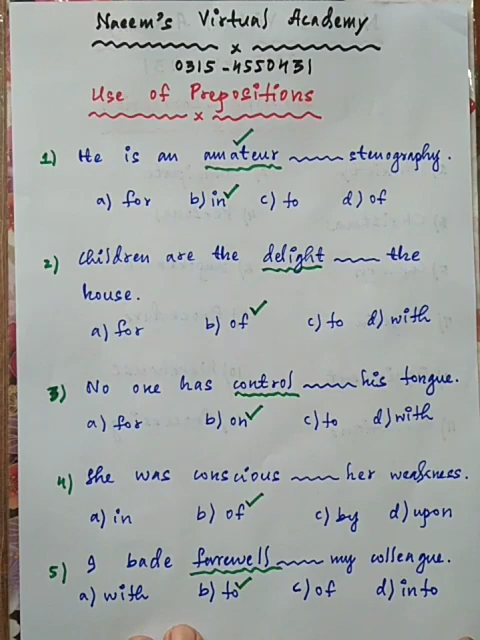 Naeem's Virtual Academy
x
0315-4550431
Use of Prepositions
x
1) He is an amateur ~~~ stenography.
a) for b) in ✓ c) to d) of
2) Children are the delight ~~~ the
house.
a) for b) of ✓ c) to d) with
3) No one has control ~~~ his tongue.
a) for b) on ✓ c) to d) with
4) She was conscious ~~~ her weakness.
a) in b) of ✓ c) by d) upon
5) I bade farewell ~~~ my colleague.
a) with b) to ✓ c) of d) into